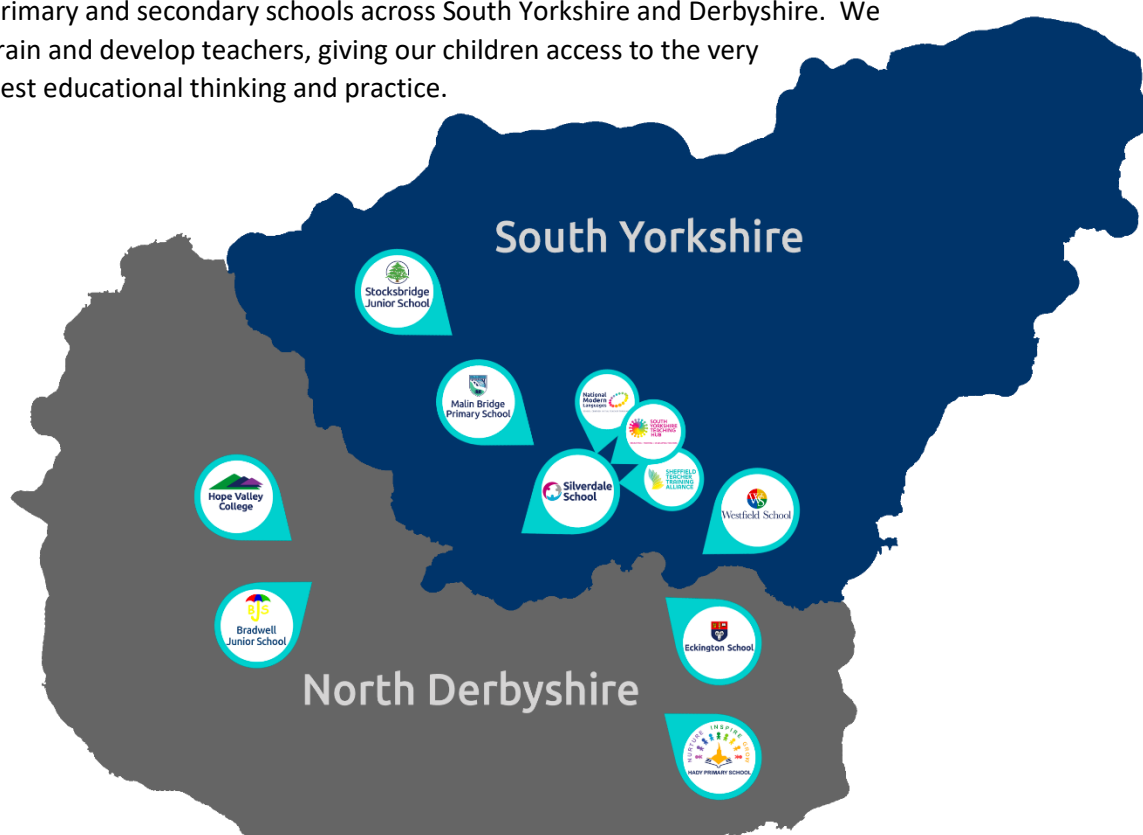 rimary and secondary schools across South Yorkshire and Derbyshire.  We
rain and develop teachers, giving our children access to the very
est educational thinking and practice.
South Yorkshire
Stocksbridge
Junior School
Malin Bridge
Primary School
National
Modern
Languages
SOUTH
YORKSHIRE
TEACHING
HUB
Silverdale
School
SHEFFIELD
TEACHER
TRAINING
ALLIANCE
Westfield School
Hope Valley
College
BJS
Bradwell
Junior School
Eckington School
North Derbyshire
NURTURE INSPIRE GROW
HADY PRIMARY SCHOOL